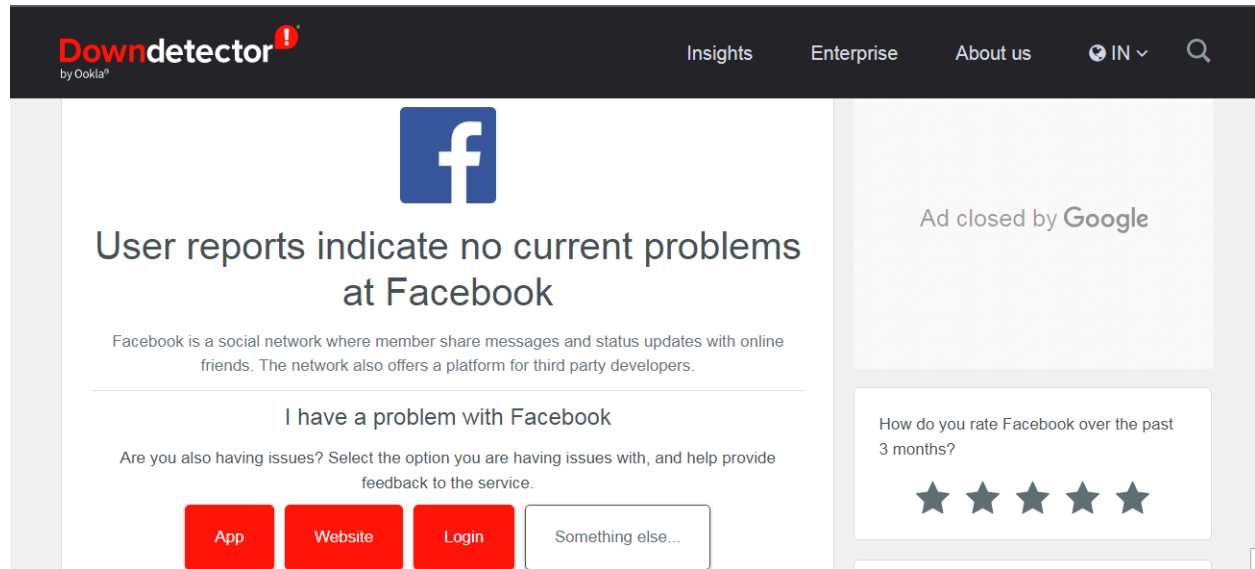 Downdetector
by Ookla®
Insights
Enterprise
About us
IN
User reports indicate no current problems
at Facebook
Facebook is a social network where member share messages and status updates with online
friends. The network also offers a platform for third party developers.
I have a problem with Facebook
Are you also having issues? Select the option you are having issues with, and help provide
feedback to the service.
App
Website
Login
Something else...
Ad closed by Google
How do you rate Facebook over the past
3 months?